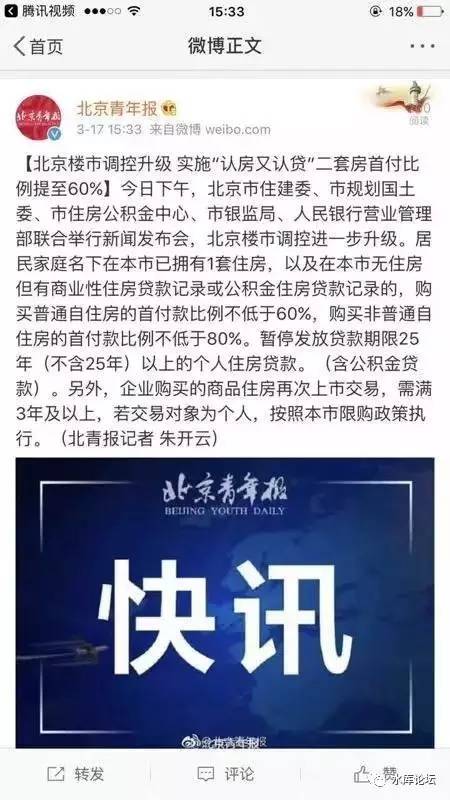 腾讯视频 15:33 18%
首页 微博正文
北京青年报
3-17 15:33 来自微博 weibo.com
阅读
【北京楼市调控升级 实施“认房又认贷”二套房首付比
例提至60%】今日下午，北京市住建委、市规划国土
委、市住房公积金中心、市银监局、人民银行营业管理
部联合举行新闻发布会，北京楼市调控进一步升级。居
民家庭名下在本市已拥有1套住房，以及在本市无住房
但有商业性住房贷款记录或公积金住房贷款记录的，购
买普通自住房的首付款比例不低于60%，购买非普通自
住房的首付款比例不低于80%。暂停发放贷款期限25
年（不含25年）以上的个人住房贷款。（含公积金贷
款）。另外，企业购买的商品住房再次上市交易，需满
3年及以上，若交易对象为个人，按照本市限购政策执
行。（北青报记者 朱开云）
北京青年报
BEIJING YOUTH DAILY
快讯
@北京青年报
转发 评论 赞
水库论坛